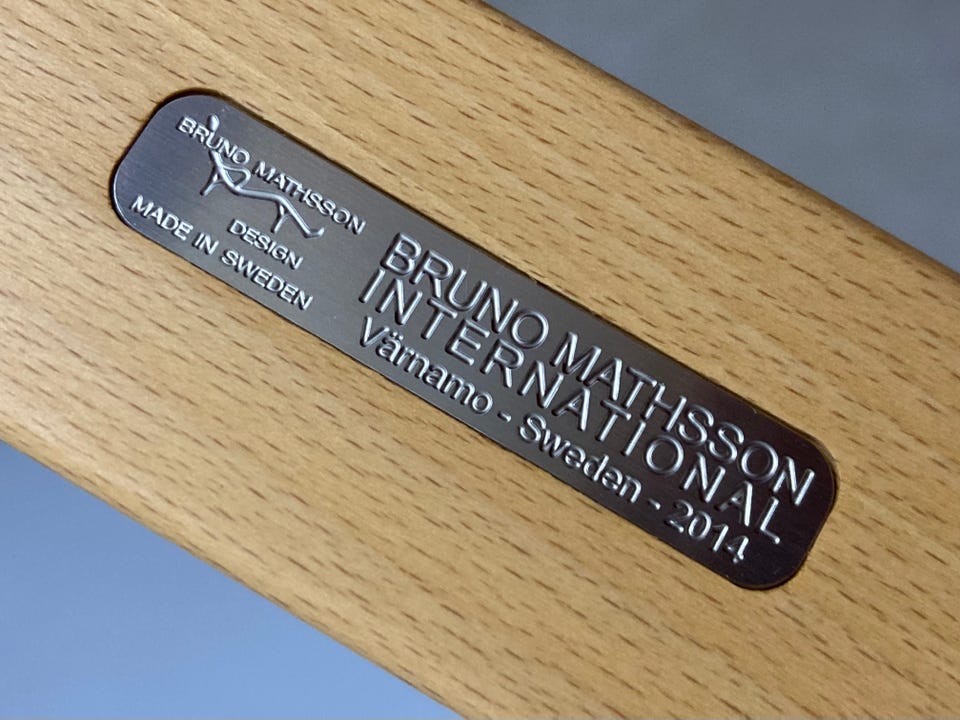 BRUNO MATHSSON
DESIGN
MADE IN SWEDEN
BRUNO MATHSSON
INTERNATIONAL
Värnamo - Sweden - 2014